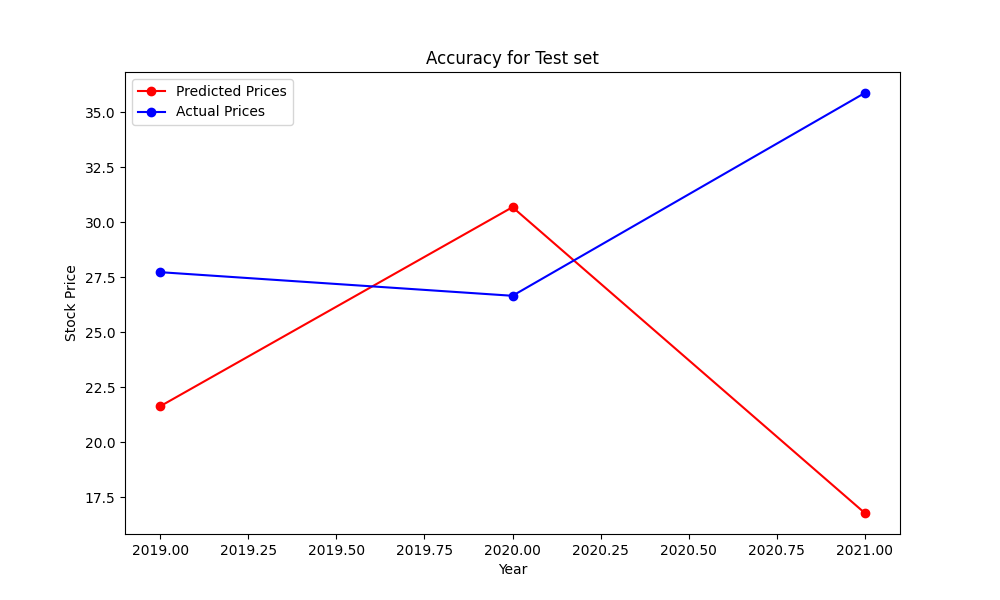 Accuracy for Test set
Predicted Prices
Actual Prices
35.0
32.5
30.0
27.5
25.0
22.5
20.0
17.5
Stock Price
2019.00 2019.25 2019.50 2019.75 2020.00 2020.25 2020.50 2020.75 2021.00
Year